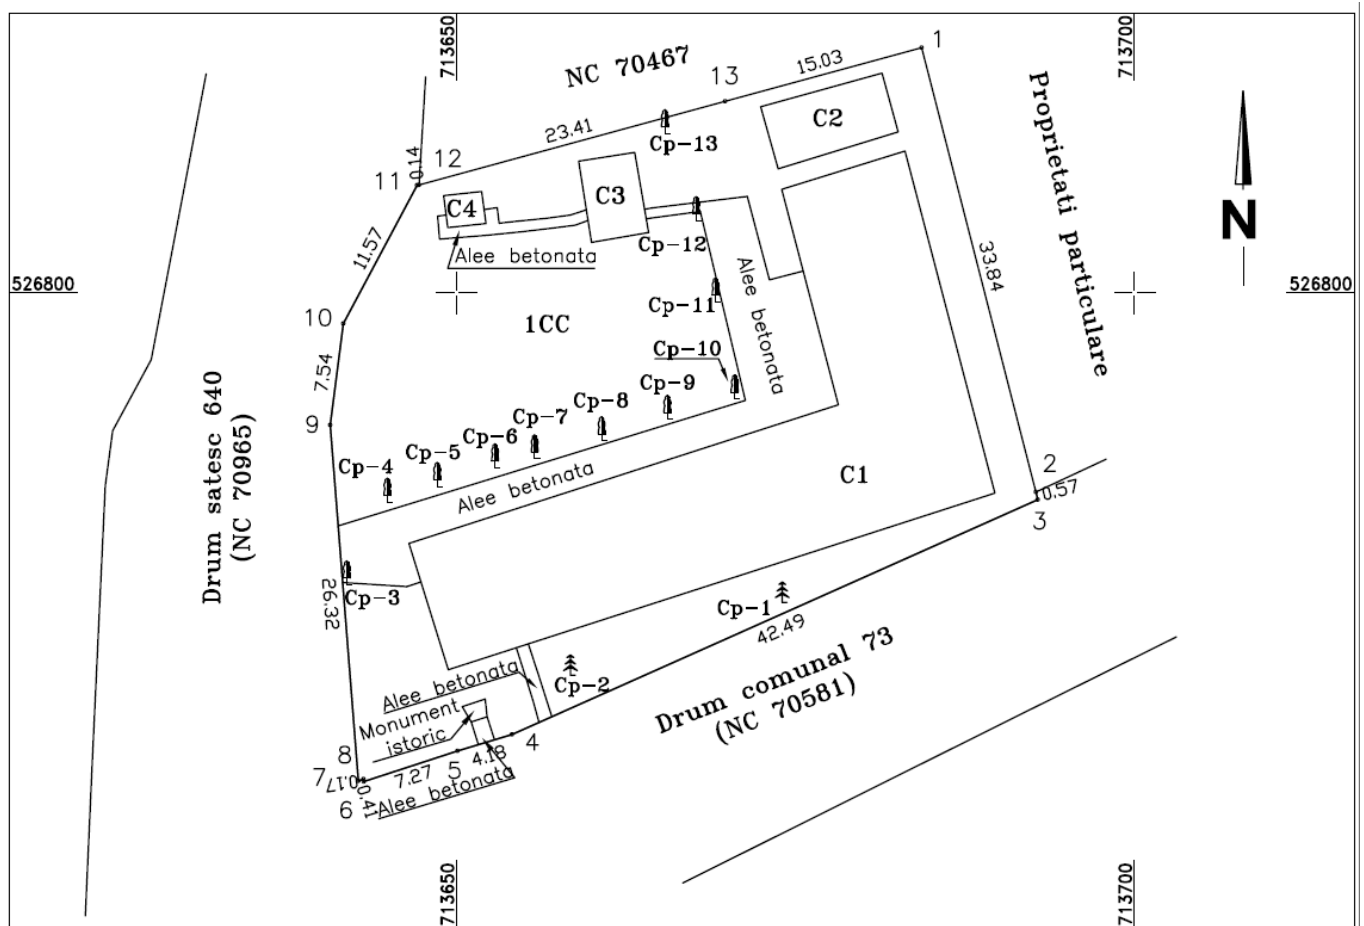 713650
713700
1
NC 70467
13
15.03
23.41
Cp-13
C2
0.14
12
11
C4
C3
Cp-12
Alee betonata
11.57
Alee betonata
Proprietati particulare
33.84
N
526800
526800
10
1CC
Cp-11
Cp-10
7.54
Cp-9
Cp-8
Cp-7
Cp-6
Cp-5
Cp-4
9
Drum satesc 640
(NC 70965)
Alee betonata
C1
2
0.57
3
Cp-3
26.32
Cp-1
42.49
Cp-2
Alee betonata
Monument
istoric
Drum comunal 73
(NC 70581)
4
8
5
4.18
7
0.17
7.27
6
0.41
Alee betonata
713650
713700